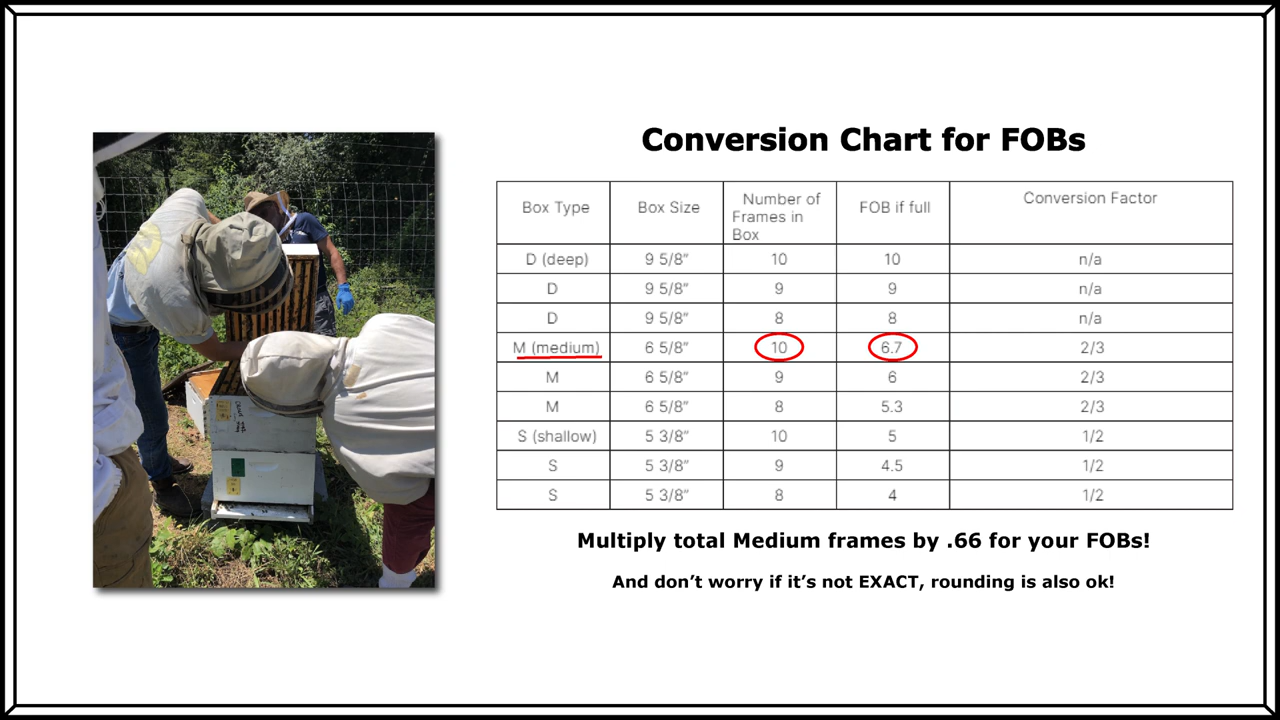 Conversion Chart for FOBs
Box Type Box Size Number of Frames in Box FOB if full Conversion Factor
D (deep) 9 5/8" 10 10 n/a
D 9 5/8" 9 9 n/a
D 9 5/8" 8 8 n/a
M (medium) 6 5/8" 10 6.7 2/3
M 6 5/8" 9 6 2/3
M 6 5/8" 8 5.3 2/3
S (shallow) 5 3/8" 10 5 1/2
S 5 3/8" 9 4.5 1/2
S 5 3/8" 8 4 1/2
Multiply total Medium frames by .66 for your FOBs!
And don’t worry if it’s not EXACT, rounding is also ok!